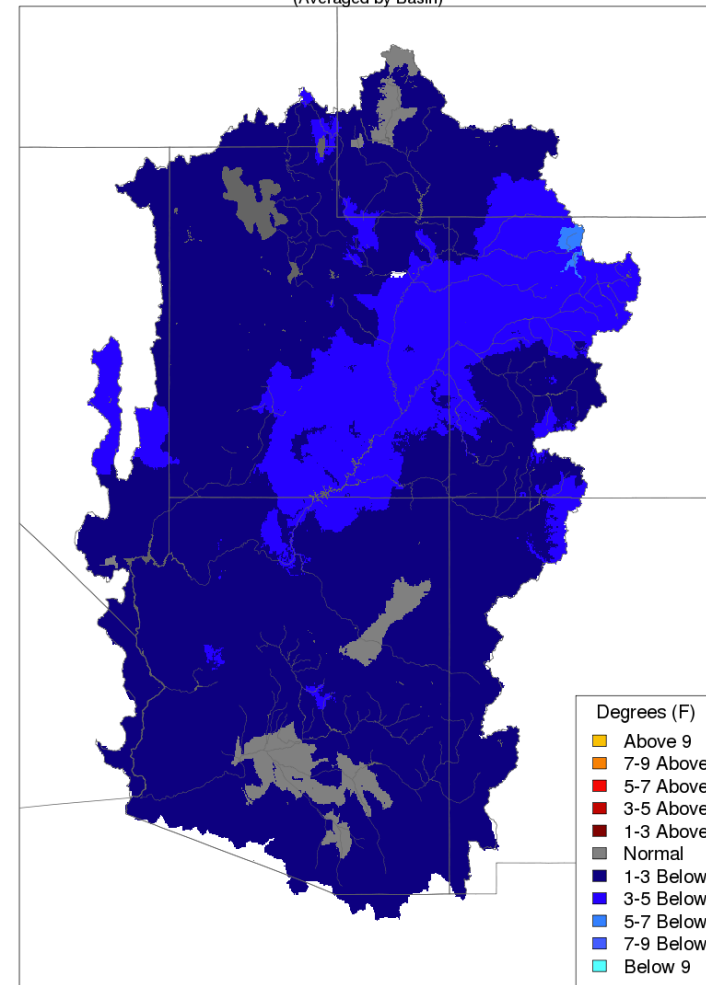 (Averaged by Basin)
Degrees (F)
Above 9
7-9 Above
5-7 Above
3-5 Above
1-3 Above
Normal
1-3 Below
3-5 Below
5-7 Below
7-9 Below
Below 9